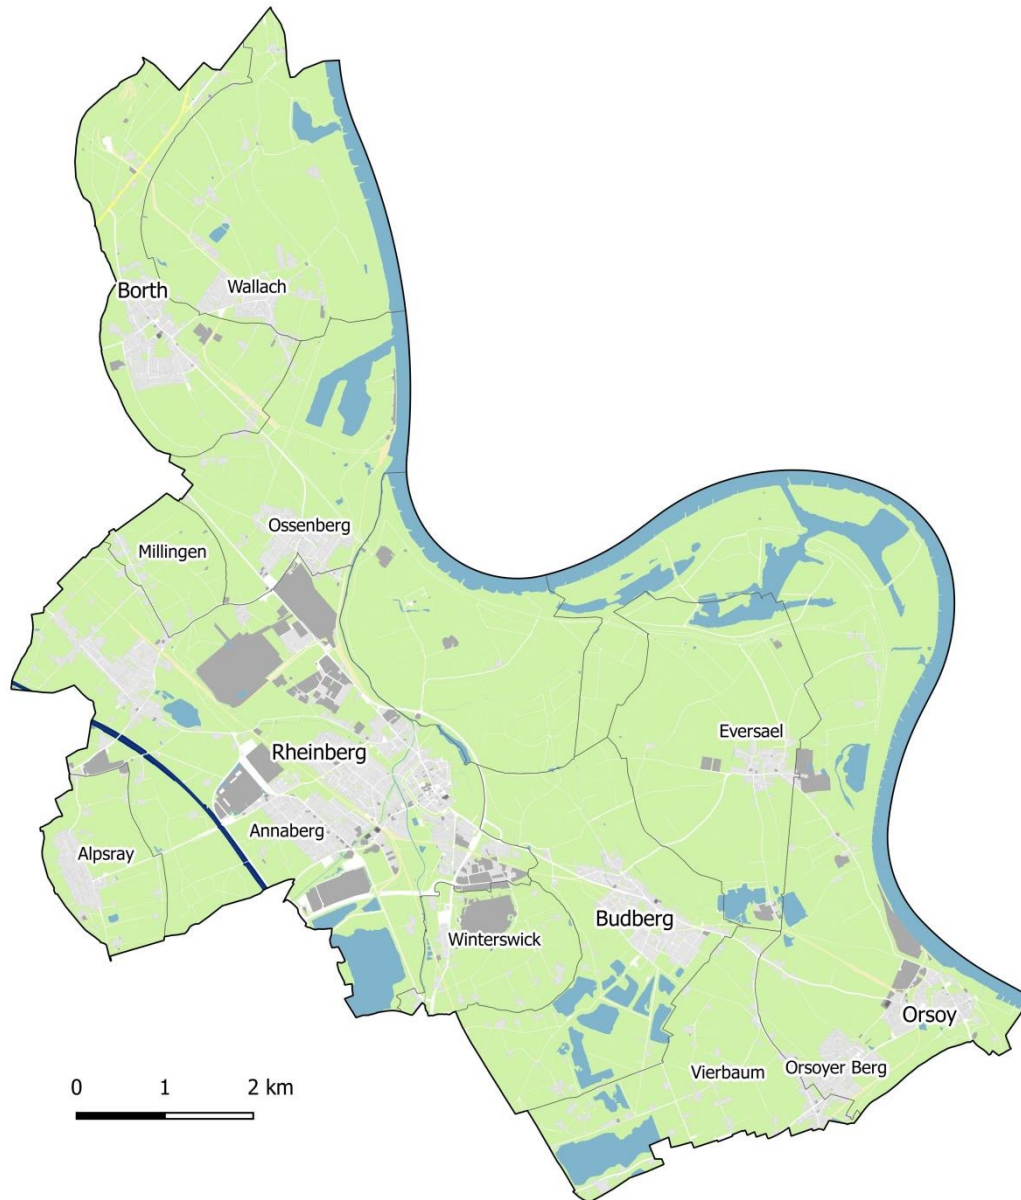 Borth
Wallach
Ossenberg
Millingen
Eversael
Rheinberg
Annaberg
Alpsray
Budberg
Winterswick
Orsoy
Vierbaum
Orsoyer Berg
0 1 2 km